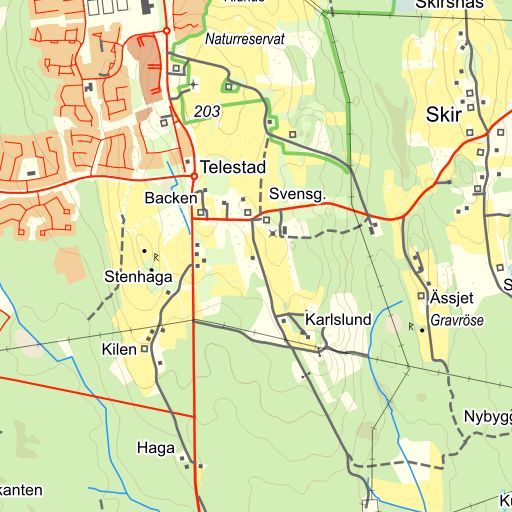 Skirsnäs
Naturreservat
203
Skir
Telestad
Backen
Svensg.
Stenhaga
R
Ässjet
Karlslund
Gravröse
R
Kilen
Nybygg
Haga
kanten